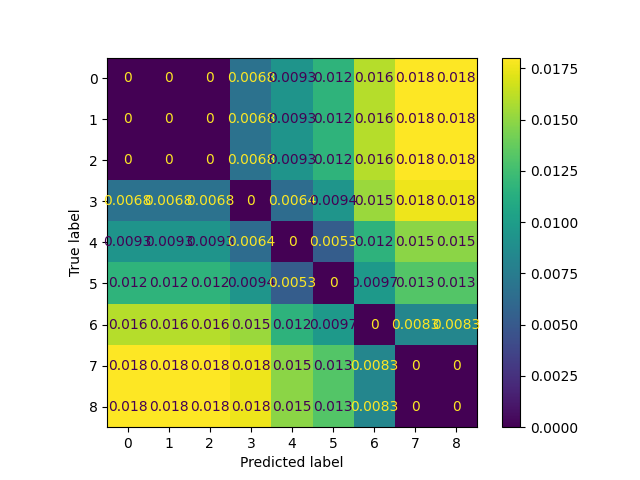 0 0 0 0.0068 0.0093 0.012 0.016 0.018 0.018
0.0175
0
1 0 0 0 0.0068 0.0093 0.012 0.016 0.018 0.018
0.0150
2 0 0 0 0.0068 0.0093 0.012 0.016 0.018 0.018
0.0125
3 0.0068 0.0068 0.0068 0 0.0064 0.0094 0.015 0.018 0.018
0.0100
4 0.0093 0.0093 0.0093 0.0064 0 0.0053 0.012 0.015 0.015
True label
0.0075
5 0.012 0.012 0.012 0.0094 0.0053 0 0.0097 0.013 0.013
0.0050
6 0.016 0.016 0.016 0.015 0.012 0.0097 0 0.0083 0.0083
0.0025
7 0.018 0.018 0.018 0.018 0.015 0.013 0.0083 0 0
8 0.018 0.018 0.018 0.018 0.015 0.013 0.0083 0 0
0.0000
0 1 2 3 4 5 6 7 8
Predicted label